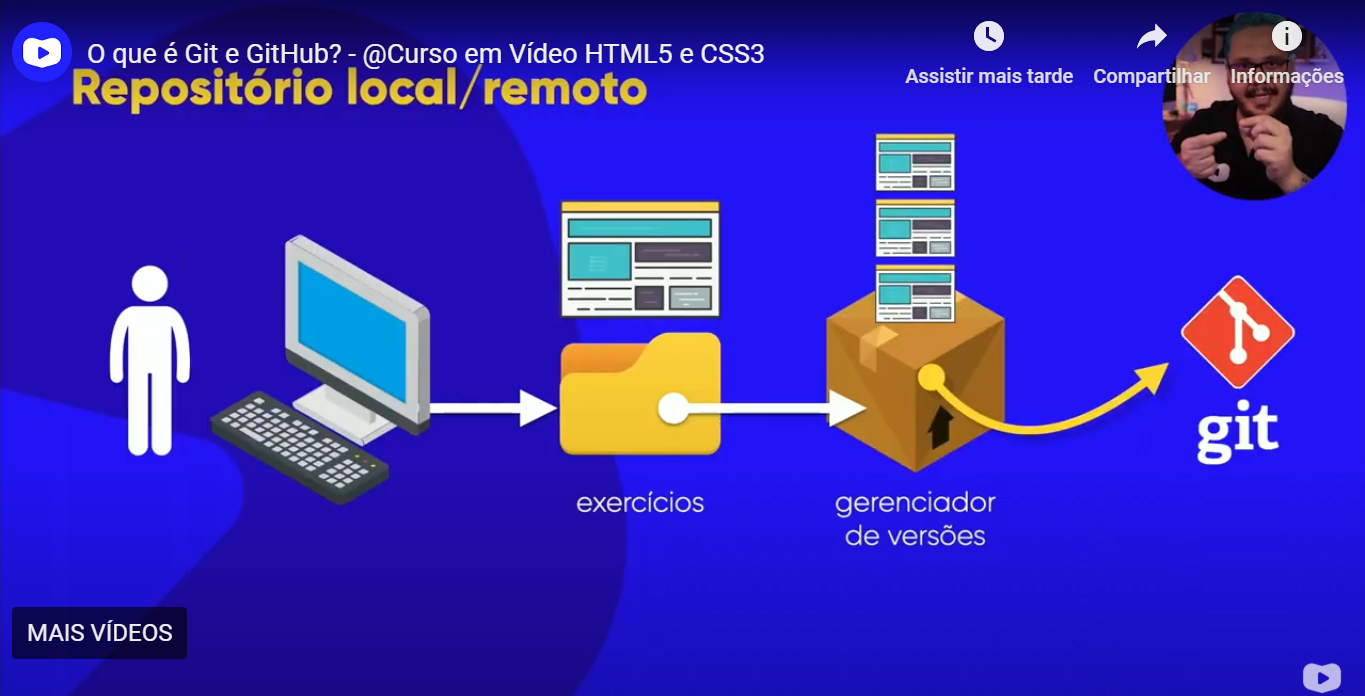 O que é Git e GitHub? - @Curso em Vídeo HTML5 e CSS3
Assistir mais tarde
Compartilhar
Informações
Repositório local/remoto
exercícios
gerenciador
de versões
git
MAIS VÍDEOS